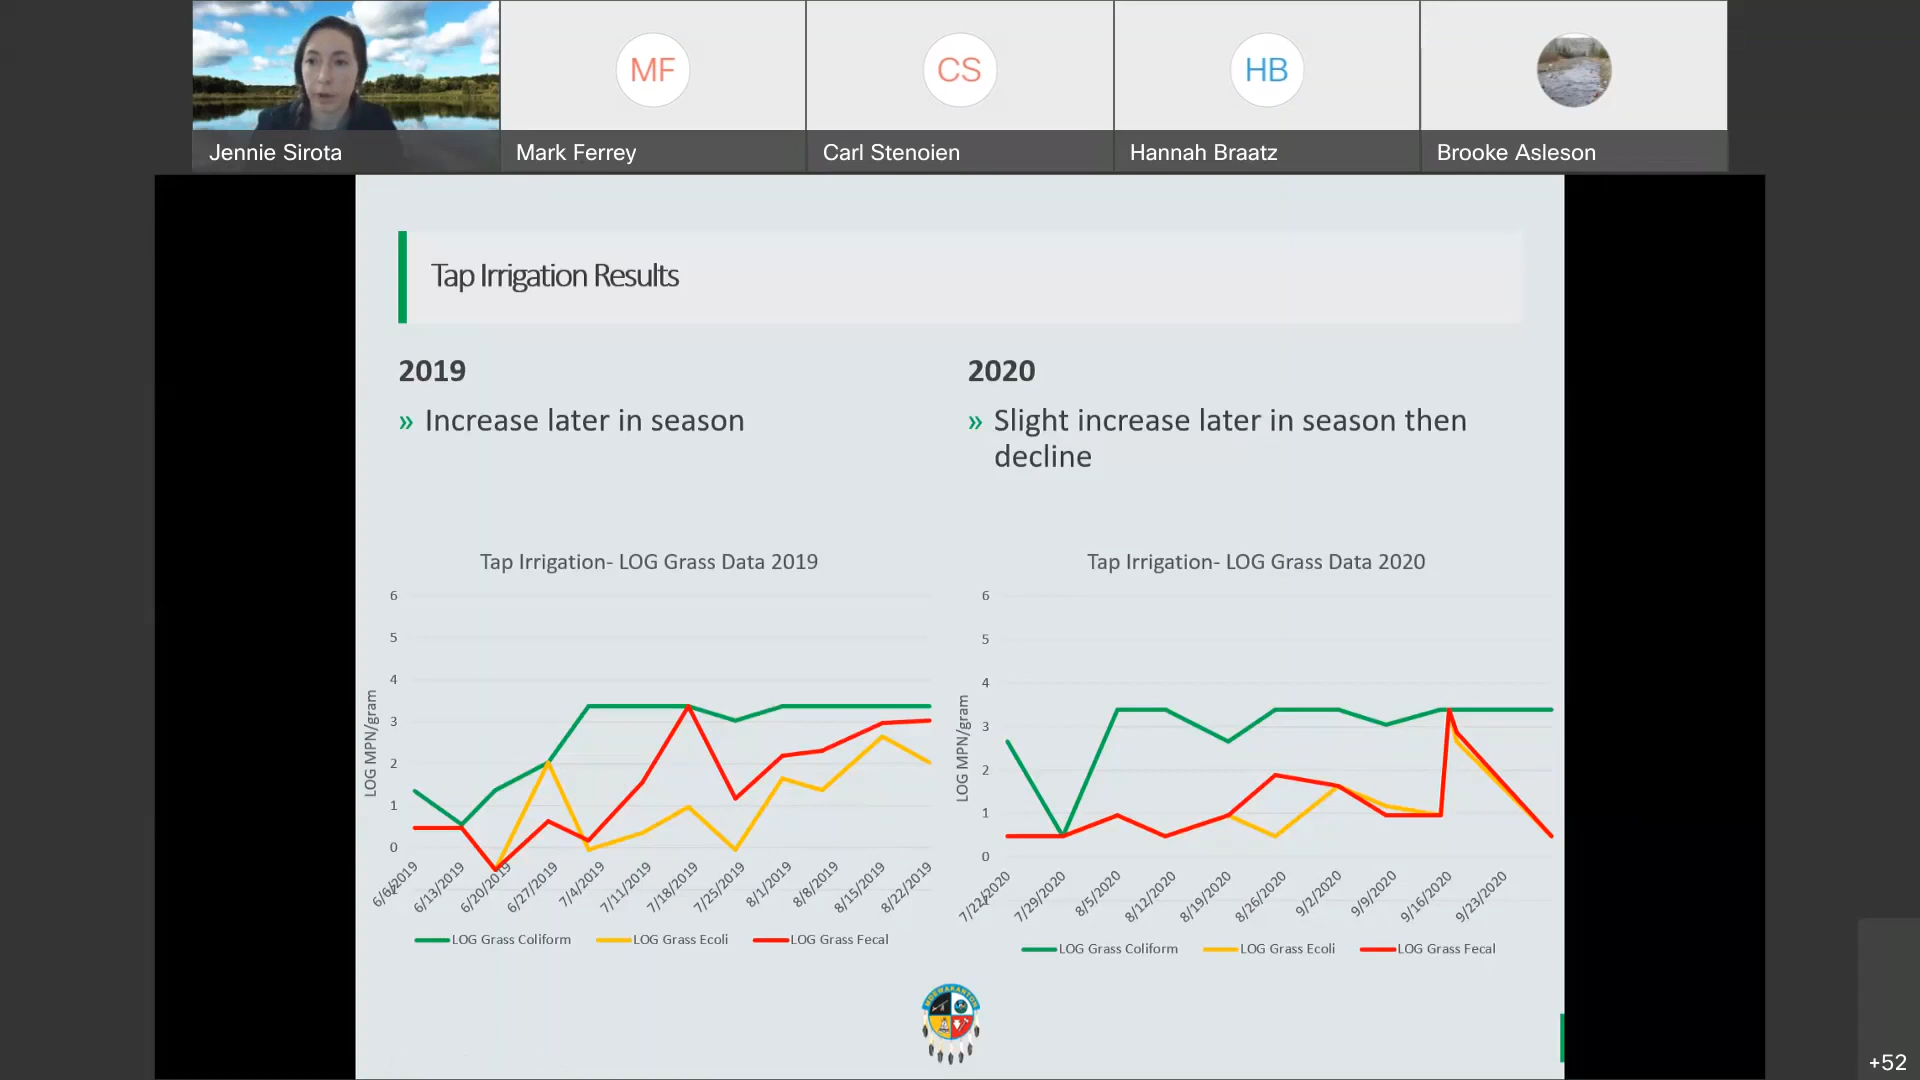 MF
CS
HB
Jennie Sirota
Mark Ferrey
Carl Stenoien
Hannah Braatz
Brooke Asleson
Tap Irrigation Results
2019
» Increase later in season
2020
» Slight increase later in season then
decline
Tap Irrigation- LOG Grass Data 2019
6
5
4
3
2
1
0
LOG MPN/gram
6/6/2019
6/13/2019
6/20/2019
6/27/2019
7/4/2019
7/11/2019
7/18/2019
7/25/2019
8/1/2019
8/8/2019
8/15/2019
8/22/2019
LOG Grass Coliform
LOG Grass Ecoli
LOG Grass Fecal
Tap Irrigation- LOG Grass Data 2020
6
5
4
3
2
1
0
LOG MPN/gram
7/22/2020
7/29/2020
8/5/2020
8/12/2020
8/19/2020
8/26/2020
9/2/2020
9/9/2020
9/16/2020
9/23/2020
LOG Grass Coliform
LOG Grass Ecoli
LOG Grass Fecal
+52